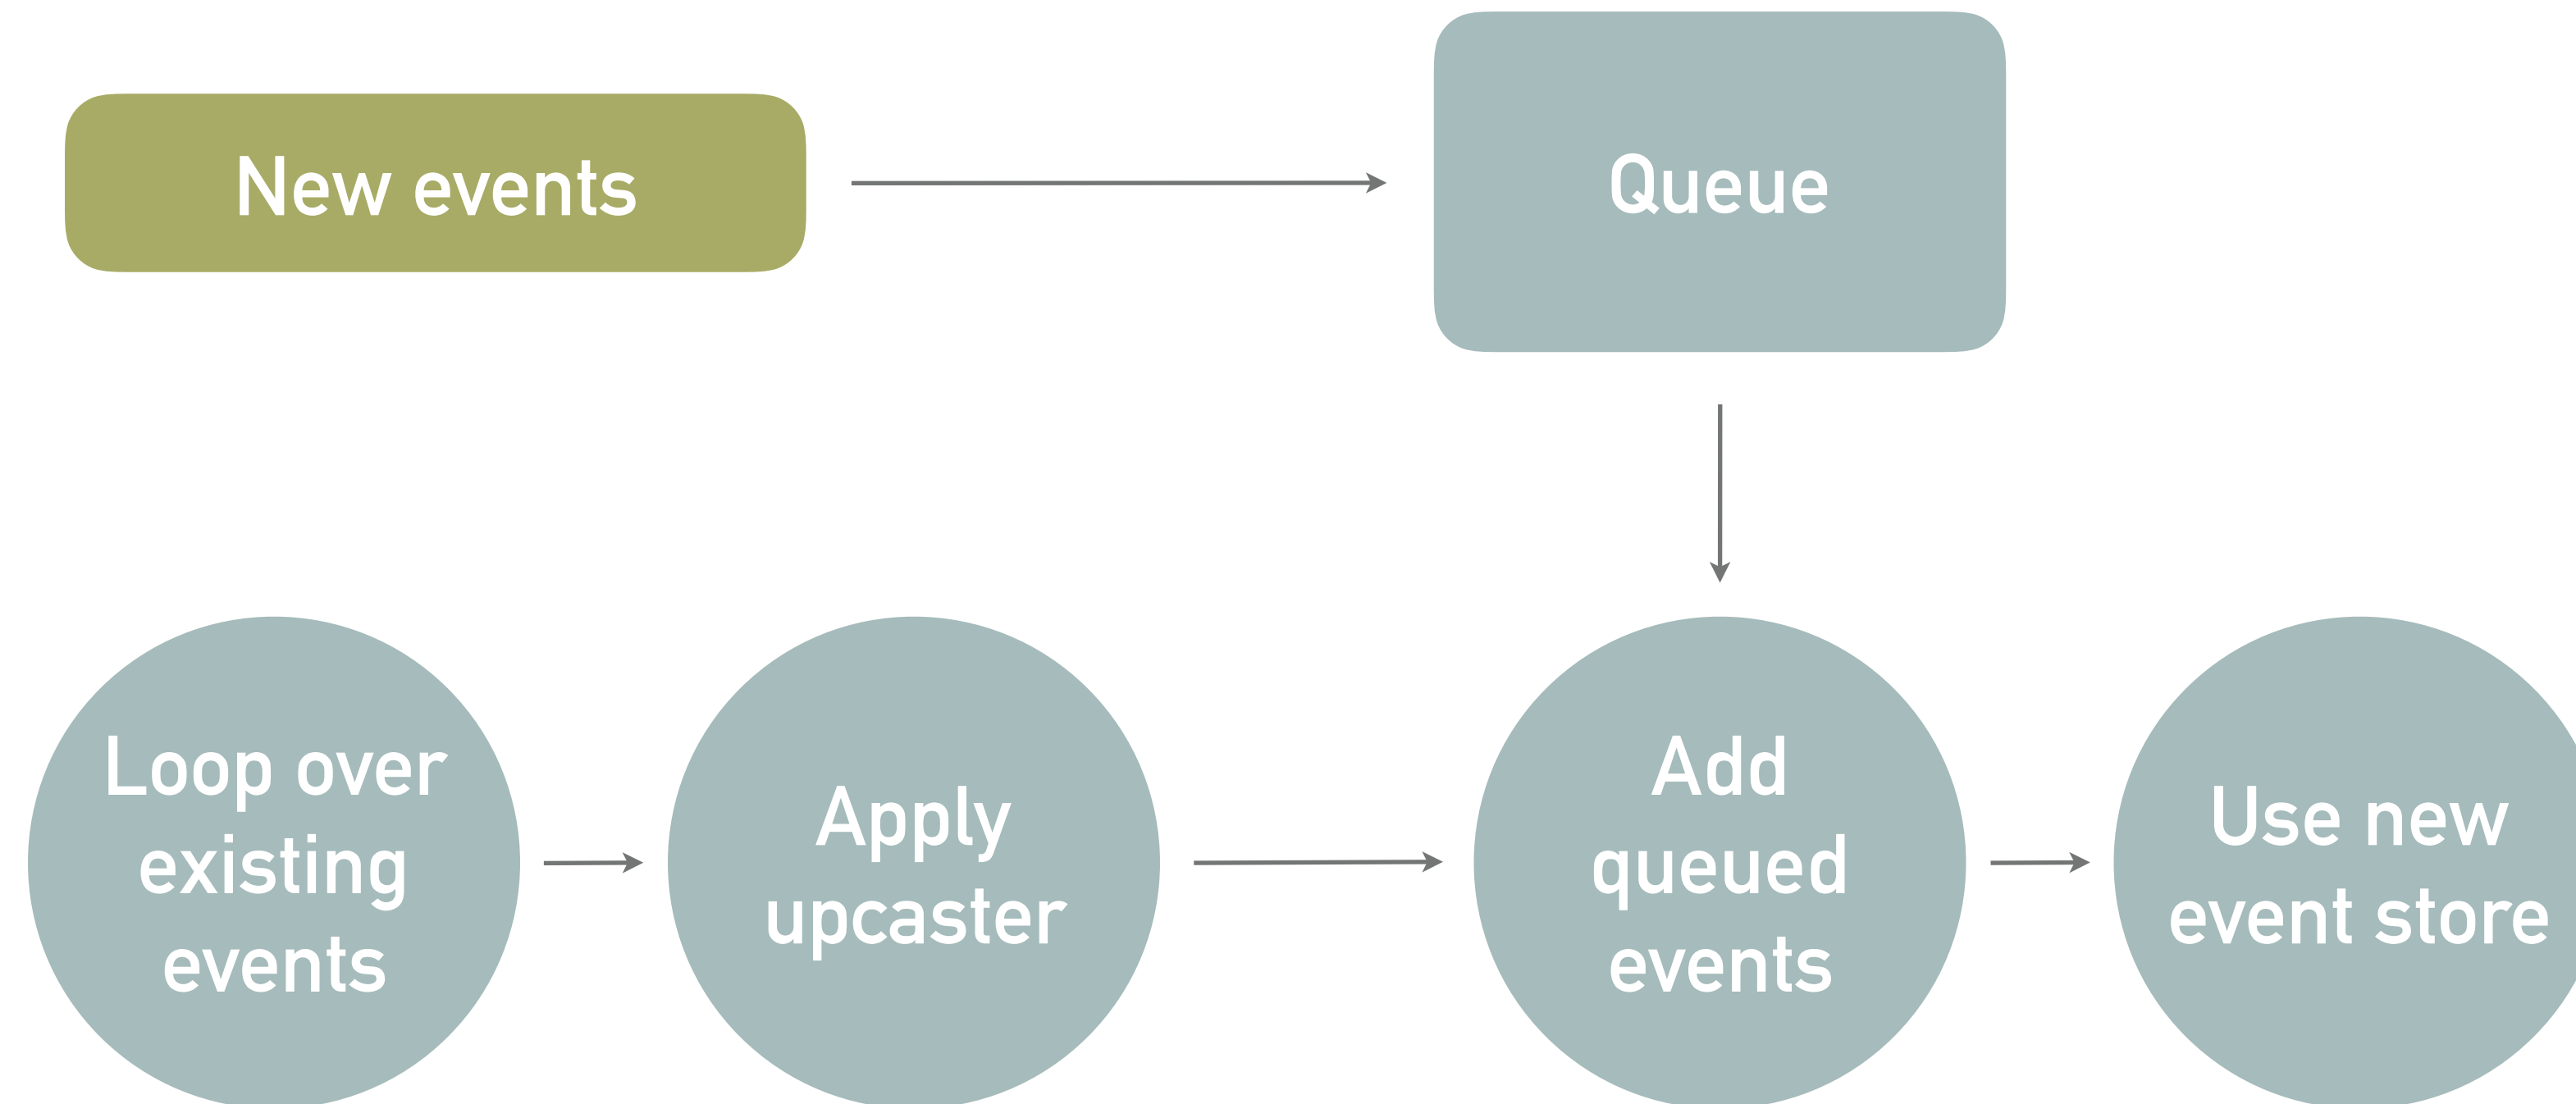 New events
Queue
Loop over
existing
events
Apply
upcaster
Add
queued
events
Use new
event store